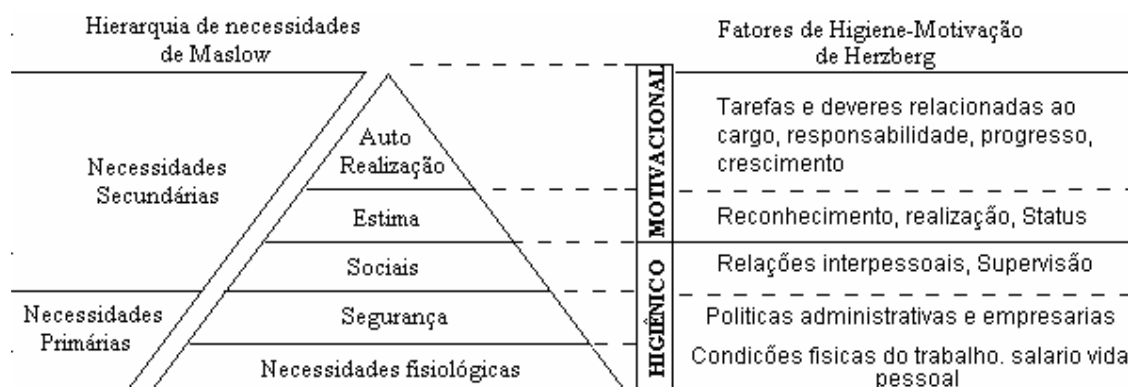 Hierarquia de necessidades
de Maslow
Fatores de Higiene-Motivação
de Herzberg
Necessidades
Secundárias
Necessidades
Primárias
Auto
Realização
Estima
Sociais
Segurança
Necessidades fisiológicas
MOTIVACIONAL
HIGIENICO
Tarefas e deveres relacionadas ao
cargo, responsabilidade, progresso,
crescimento
Reconhecimento, realização, Status
Relações interpessoais, Supervisão
Politicas administrativas e empresarias
Condicões fisicas do trabalho. salario vida
pessoal